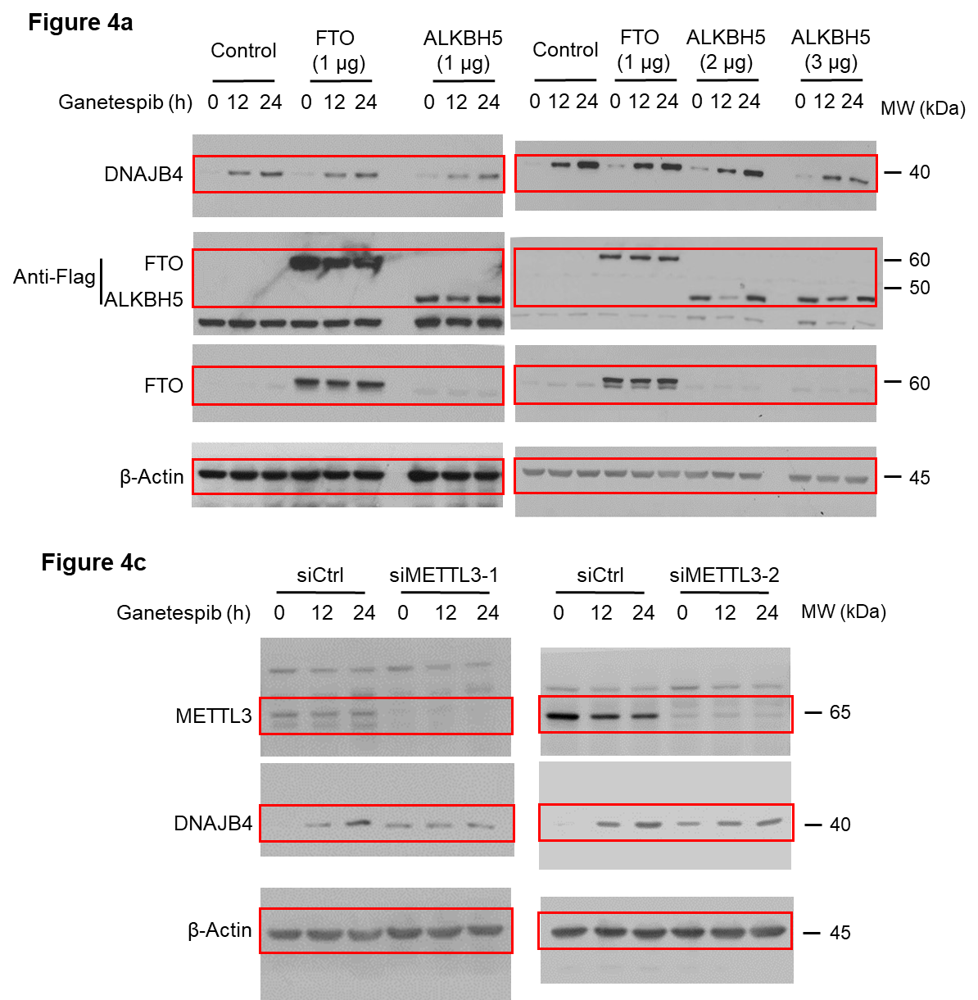 Figure 4a
Control FTO (1 µg) ALKBH5 (1 µg) Control FTO (1 µg) ALKBH5 (2 µg) ALKBH5 (3 µg)
Ganetespib (h) 0 12 24 0 12 24 0 12 24 0 12 24 0 12 24 0 12 24 0 12 24 MW (kDa)
DNAJB4 40
Anti-Flag
FTO 60
50
ALKBH5
FTO 60
β-Actin 45
Figure 4c
siCtrl siMETTL3-1 siCtrl siMETTL3-2
Ganetespib (h) 0 12 24 0 12 24 0 12 24 0 12 24 MW (kDa)
METTL3 65
DNAJB4 40
β-Actin 45